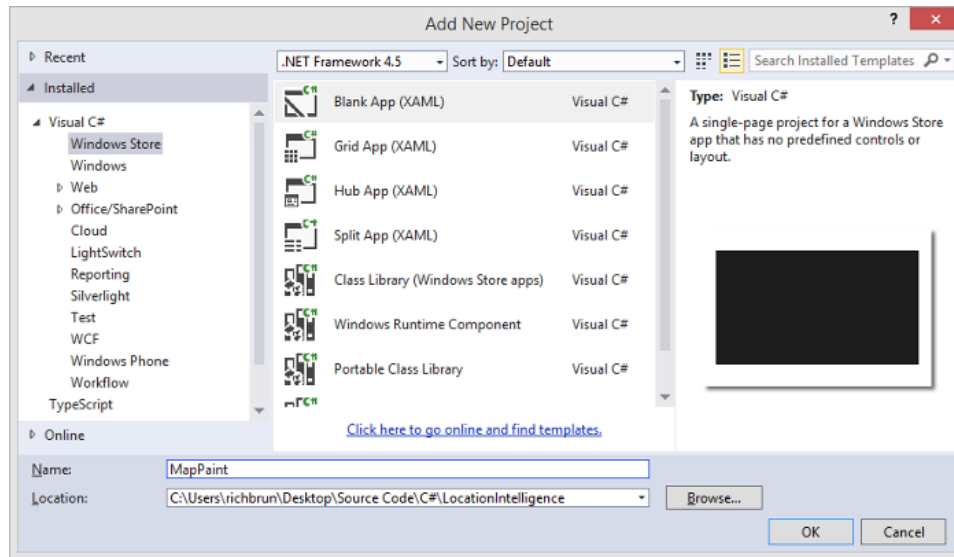 Add New Project
? ×
Recent
.NET Framework 4.5 Sort by: Default Search Installed Templates
Installed
Visual C#
Windows Store
Windows
Web
Office/SharePoint
Cloud
LightSwitch
Reporting
Silverlight
Test
WCF
Windows Phone
Workflow
TypeScript
Online
Blank App (XAML) Visual C#
Grid App (XAML) Visual C#
Hub App (XAML) Visual C#
Split App (XAML) Visual C#
Class Library (Windows Store apps) Visual C#
Windows Runtime Component Visual C#
Portable Class Library Visual C#
Click here to go online and find templates.
Type: Visual C#
A single-page project for a Windows Store
app that has no predefined controls or
layout.
Name: MapPaint
Location: C:\Users\richbrun\Desktop\Source Code\C#\LocationIntelligence Browse...
OK Cancel